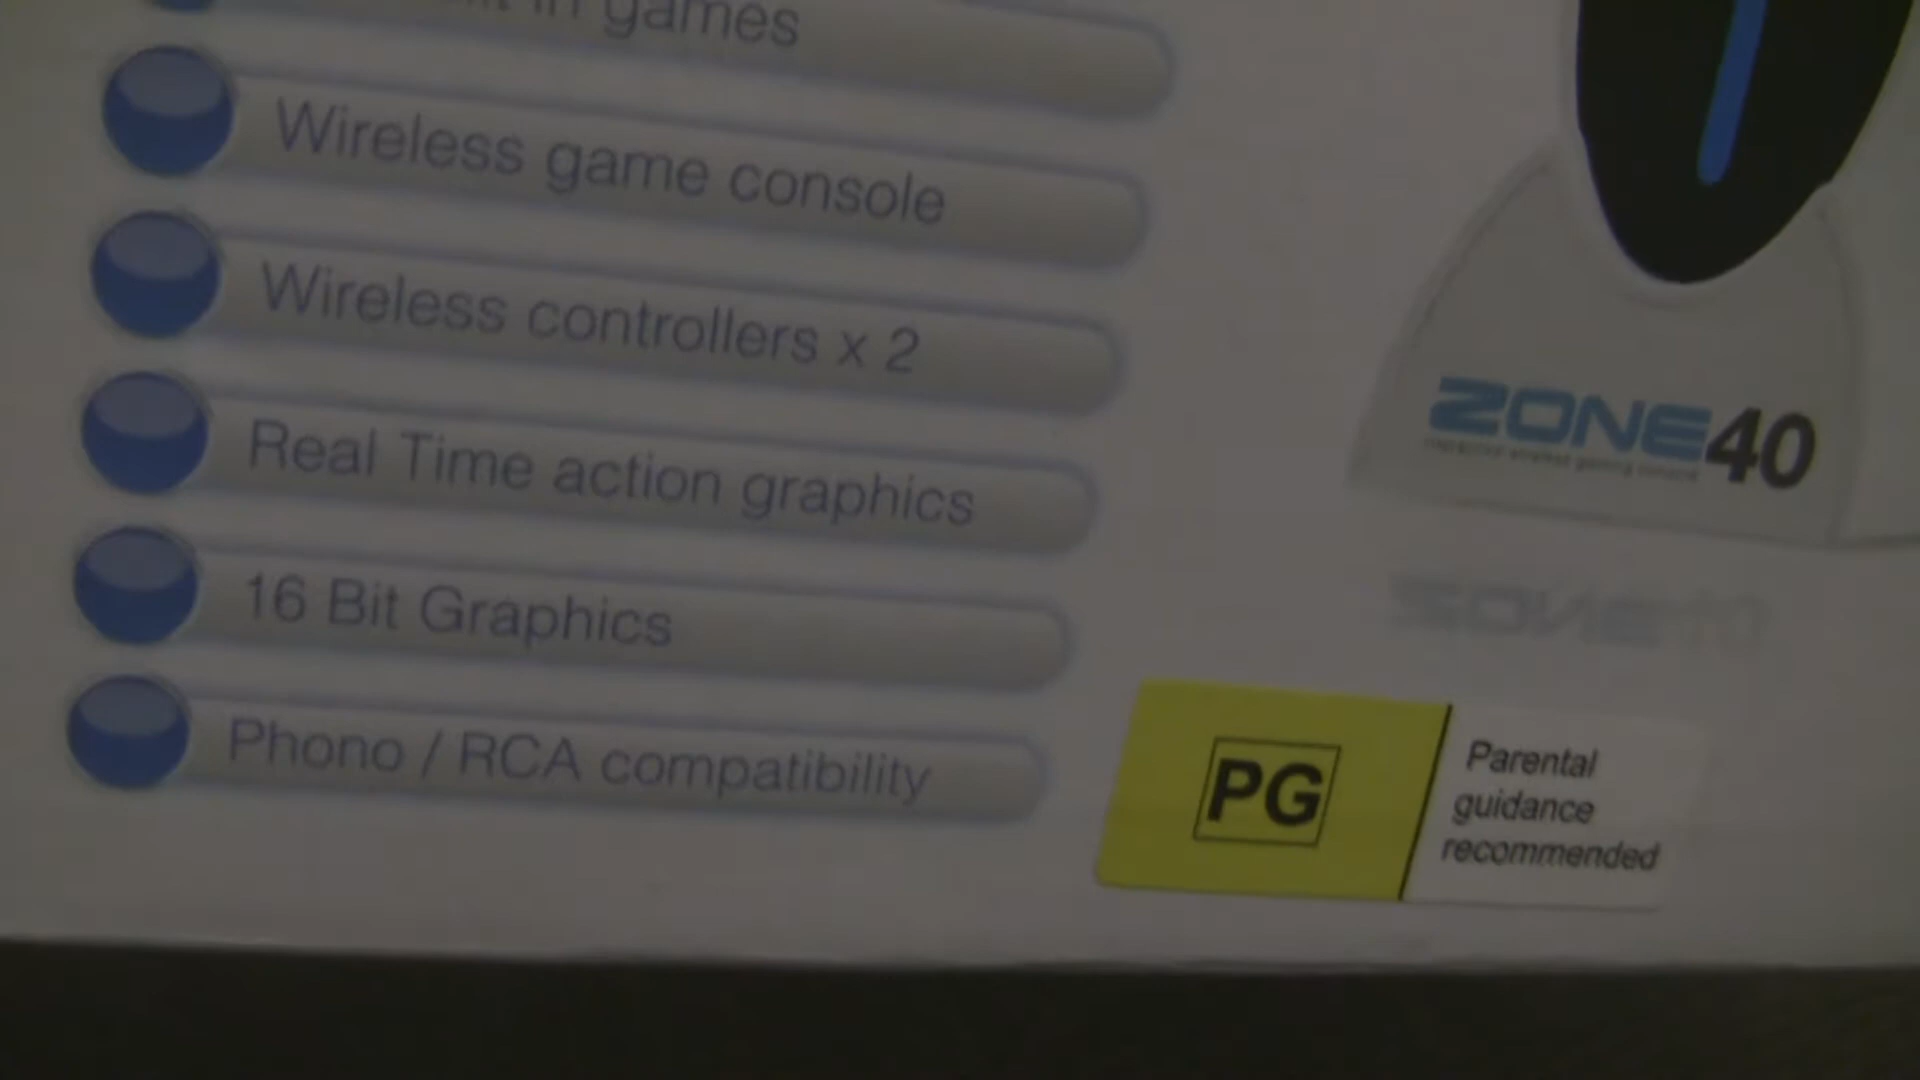 in games
Wireless game console
Wireless controllers x 2
Real Time action graphics
16 Bit Graphics
Phono / RCA compatibility
ZONE40
PG
Parental
guidance
recommended